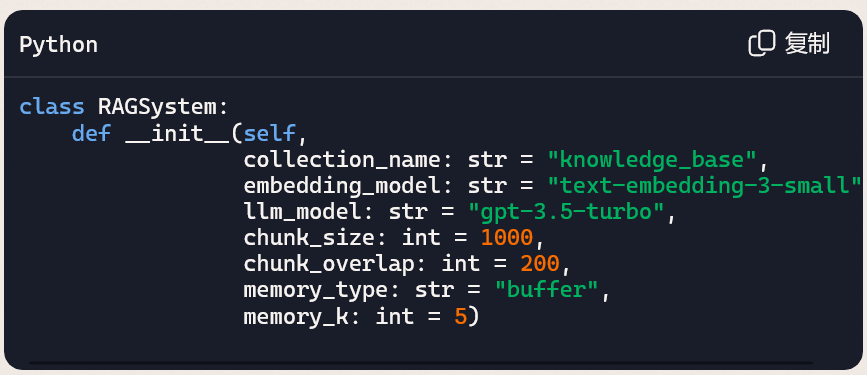 Python
复制
class RAGSystem:
    def __init__(self,
                 collection_name: str = "knowledge_base",
                 embedding_model: str = "text-embedding-3-small"
                 llm_model: str = "gpt-3.5-turbo",
                 chunk_size: int = 1000,
                 chunk_overlap: int = 200,
                 memory_type: str = "buffer",
                 memory_k: int = 5)